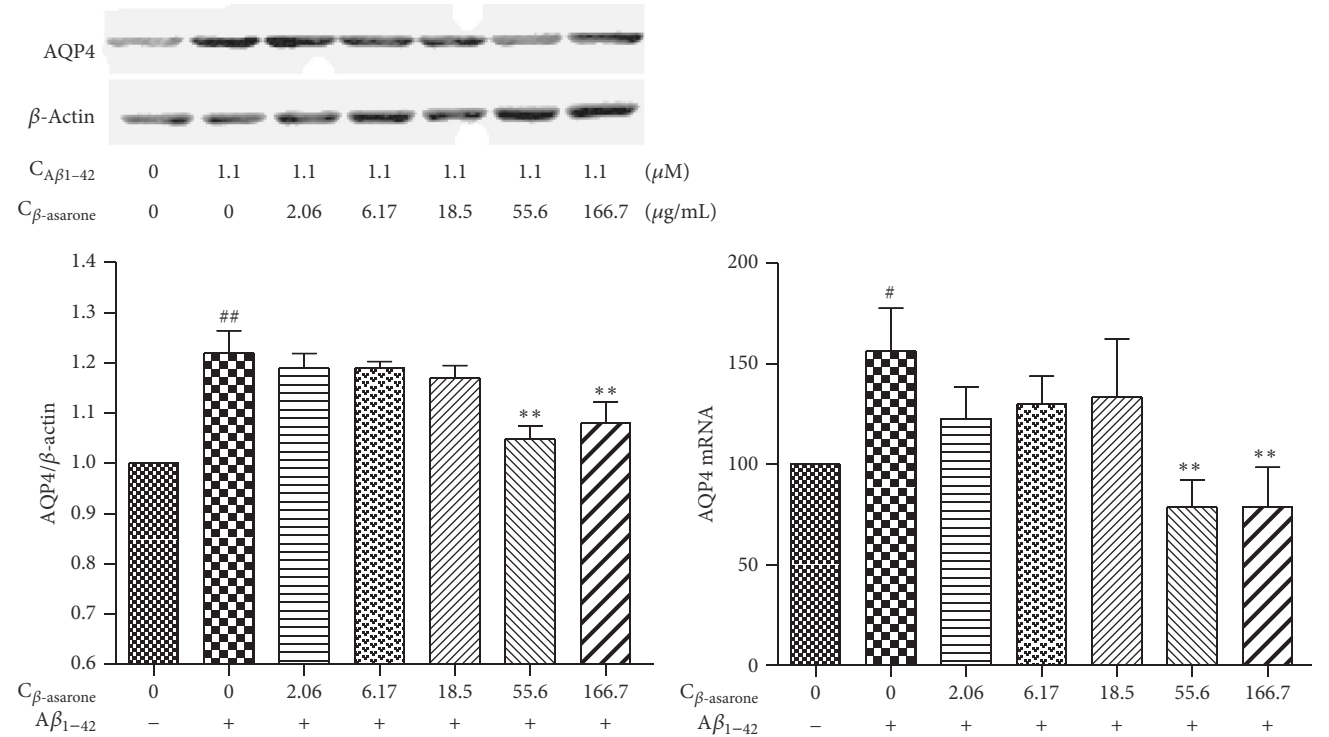 AQP4
β-Actin
C Aβ1–42 0 1.1 1.1 1.1 1.1 1.1 1.1 (μM)
C β-asarone 0 0 2.06 6.17 18.5 55.6 166.7 (μg/mL)
AQP4/β-actin
1.4
1.3
1.2
1.1
1.0
0.9
0.8
0.7
0.6
##
**
**
C β-asarone 0 0 2.06 6.17 18.5 55.6 166.7
Aβ1–42 – + + + + + +
AQP4 mRNA
200
150
100
50
0
#
**
**
C β-asarone 0 0 2.06 6.17 18.5 55.6 166.7
Aβ1–42 – + + + + + +